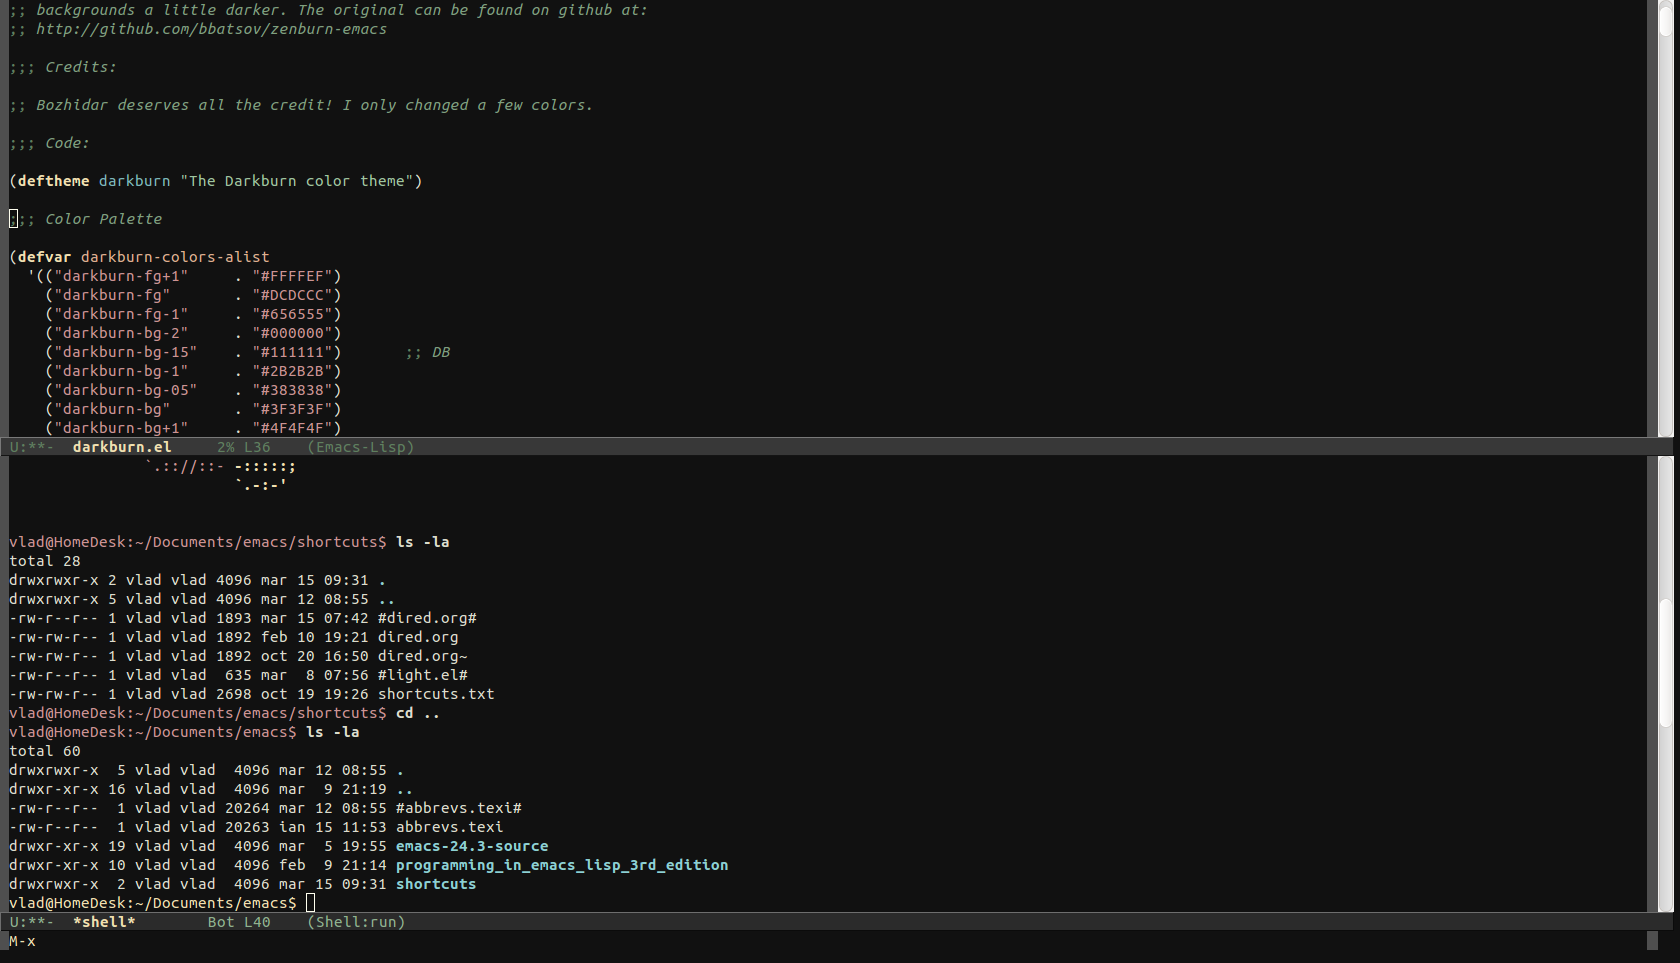 ;; backgrounds a little darker. The original can be found on github at:
;; http://github.com/bbatsov/zenburn-emacs
;;; Credits:
;; Bozhidar deserves all the credit! I only changed a few colors.
;;; Code:
(deftheme darkburn "The Darkburn color theme")
;;; Color Palette
(defvar darkburn-colors-alist
  '(("darkburn-fg+1"     . "#FFFFEF")
    ("darkburn-fg"       . "#DCDCCC")
    ("darkburn-fg-1"     . "#656555")
    ("darkburn-bg-2"     . "#000000")
    ("darkburn-bg-15"    . "#111111")       ;; DB
    ("darkburn-bg-1"     . "#2B2B2B")
    ("darkburn-bg-05"    . "#383838")
    ("darkburn-bg"       . "#3F3F3F")
    ("darkburn-bg+1"     . "#4F4F4F")
U:**-  darkburn.el     2% L36    (Emacs-Lisp)
               `.:://::- -:::::;
                         `.-:-'
vlad@HomeDesk:~/Documents/emacs/shortcuts$ ls -la
total 28
drwxrwxr-x 2 vlad vlad 4096 mar 15 09:31 .
drwxrwxr-x 5 vlad vlad 4096 mar 12 08:55 ..
-rw-r--r-- 1 vlad vlad 1893 mar 15 07:42 #dired.org#
-rw-rw-r-- 1 vlad vlad 1892 feb 10 19:21 dired.org
-rw-rw-r-- 1 vlad vlad 1892 oct 20 16:50 dired.org~
-rw-r--r-- 1 vlad vlad  635 mar  8 07:56 #light.el#
-rw-rw-r-- 1 vlad vlad 2698 oct 19 19:26 shortcuts.txt
vlad@HomeDesk:~/Documents/emacs/shortcuts$ cd ..
vlad@HomeDesk:~/Documents/emacs$ ls -la
total 60
drwxrwxr-x  5 vlad vlad  4096 mar 12 08:55 .
drwxr-xr-x 16 vlad vlad  4096 mar  9 21:19 ..
-rw-r--r--  1 vlad vlad 20264 mar 12 08:55 #abbrevs.texi#
-rw-r--r--  1 vlad vlad 20263 ian 15 11:53 abbrevs.texi
drwxr-xr-x 19 vlad vlad  4096 mar  5 19:55 emacs-24.3-source
drwxr-xr-x 10 vlad vlad  4096 feb  9 21:14 programming_in_emacs_lisp_3rd_edition
drwxrwxr-x  2 vlad vlad  4096 mar 15 09:31 shortcuts
vlad@HomeDesk:~/Documents/emacs$
U:**-  *shell*        Bot L40    (Shell:run)
M-x